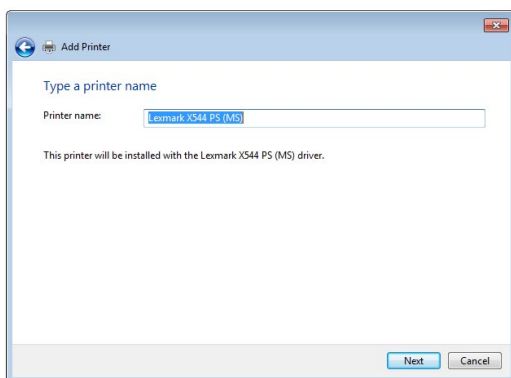 Add Printer
Type a printer name
Printer name: Lexmark X544 PS (MS)
This printer will be installed with the Lexmark X544 PS (MS) driver.
Next Cancel